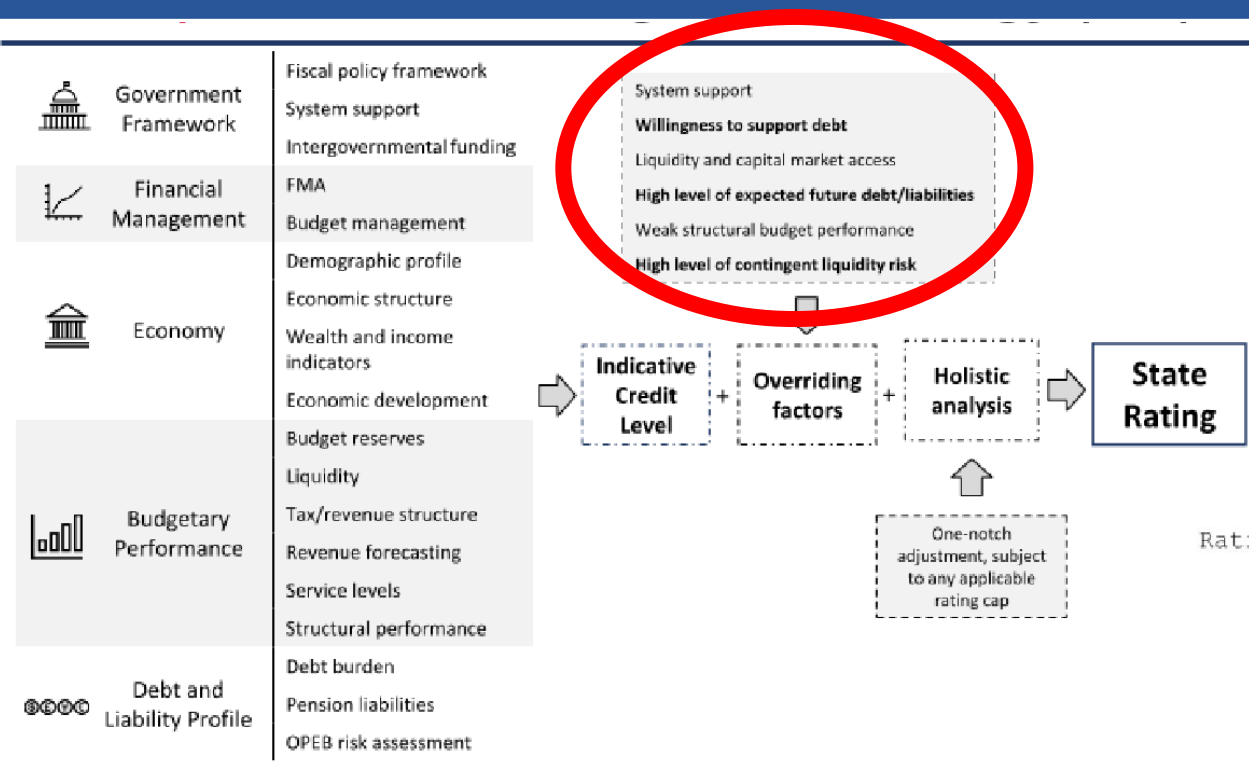 Government
Framework
Fiscal policy framework
System support
Intergovernmental funding
Financial
Management
FMA
Budget management
Economy
Demographic profile
Economic structure
Wealth and income
indicators
Economic development
Budgetary
Performance
Budget reserves
Liquidity
Tax/revenue structure
Revenue forecasting
Service levels
Structural performance
Debt and
Liability Profile
Debt burden
Pension liabilities
OPEB risk assessment
System support
Willingness to support debt
Liquidity and capital market access
High level of expected future debt/liabilities
Weak structural budget performance
High level of contingent liquidity risk
Indicative
Credit
Level
+
Overriding
factors
+
Holistic
analysis
State
Rating
One-notch
adjustment, subject
to any applicable
rating cap